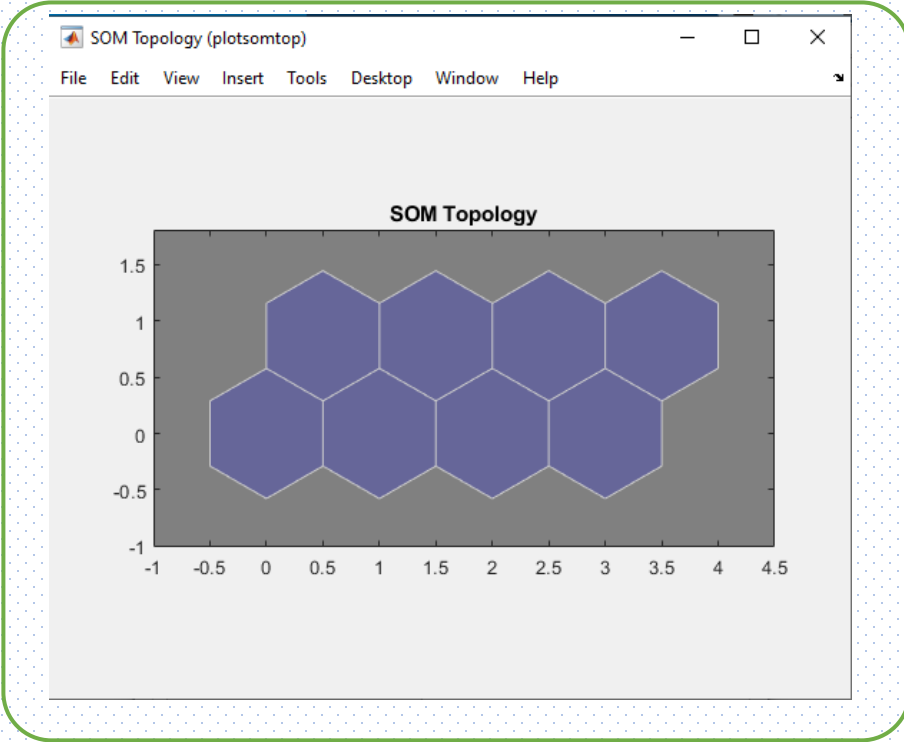 SOM Topology (plotsomtop)
File Edit View Insert Tools Desktop Window Help
SOM Topology
1.5
1
0.5
0
-0.5
-1
-1 -0.5 0 0.5 1 1.5 2 2.5 3 3.5 4 4.5